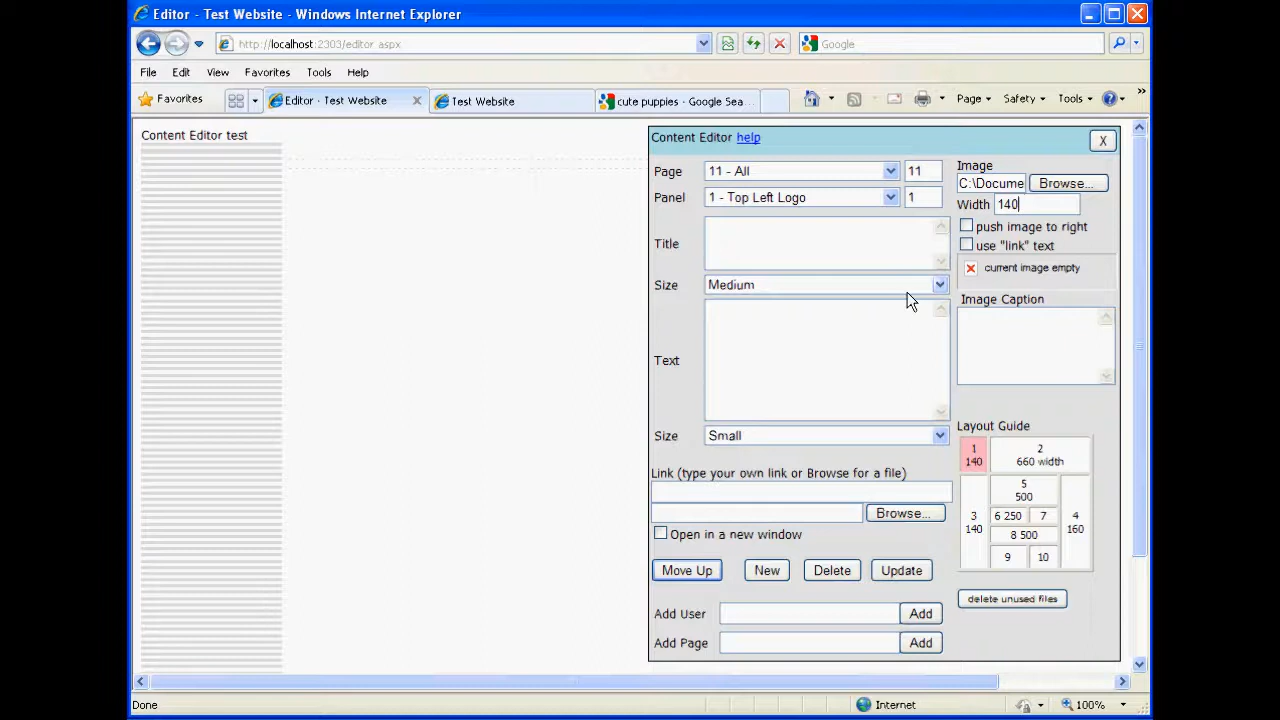 Editor - Test Website - Windows Internet Explorer
http://localhost:2303/editor.aspx
Google
File Edit View Favorites Tools Help
Favorites
Editor - Test Website
Test Website
cute puppies - Google Sea...
Page Safety Tools
Content Editor test
Content Editor help
X
Page 11 - All 11
Panel 1 - Top Left Logo 1
Title
Size Medium
Text
Size Small
Link (type your own link or Browse for a file)
Browse...
Open in a new window
Move Up New Delete Update
Add User Add
Add Page Add
Image
C:\Docume Browse...
Width 140
push image to right
use "link" text
current image empty
Image Caption
Layout Guide
1
140
2
660 width
3
140
5
500
6 250 7
8 500
9 10
4
160
delete unused files
Done
Internet
100%